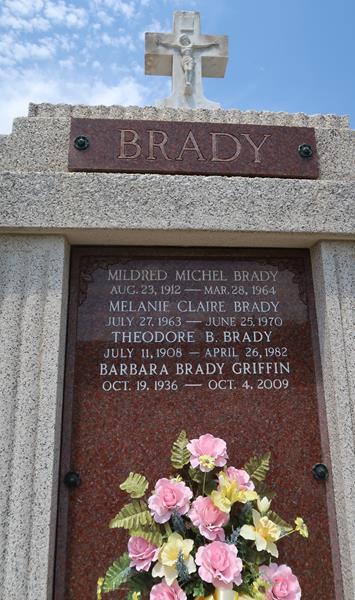 BRADY
MILDRED MICHEL BRADY
AUG. 23, 1912 — MAR. 28, 1964
MELANIE CLAIRE BRADY
JULY 27, 1963 — JUNE 25, 1970
THEODORE B. BRADY
JULY 11, 1908 — APRIL 26, 1982
BARBARA BRADY GRIFFIN
OCT. 19, 1936 — OCT. 4, 2009